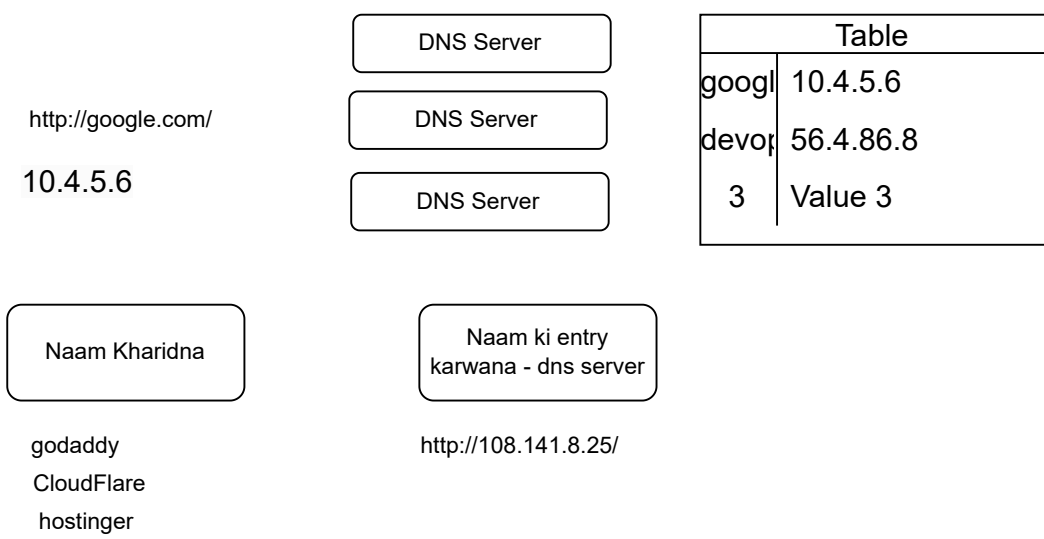 DNS Server
Table
http://google.com/
DNS Server
googl 10.4.5.6
10.4.5.6
DNS Server
devop 56.4.86.8
3 Value 3
Naam Kharidna
Naam ki entry
karwana - dns server
godaddy
CloudFlare
hostinger
http://108.141.8.25/